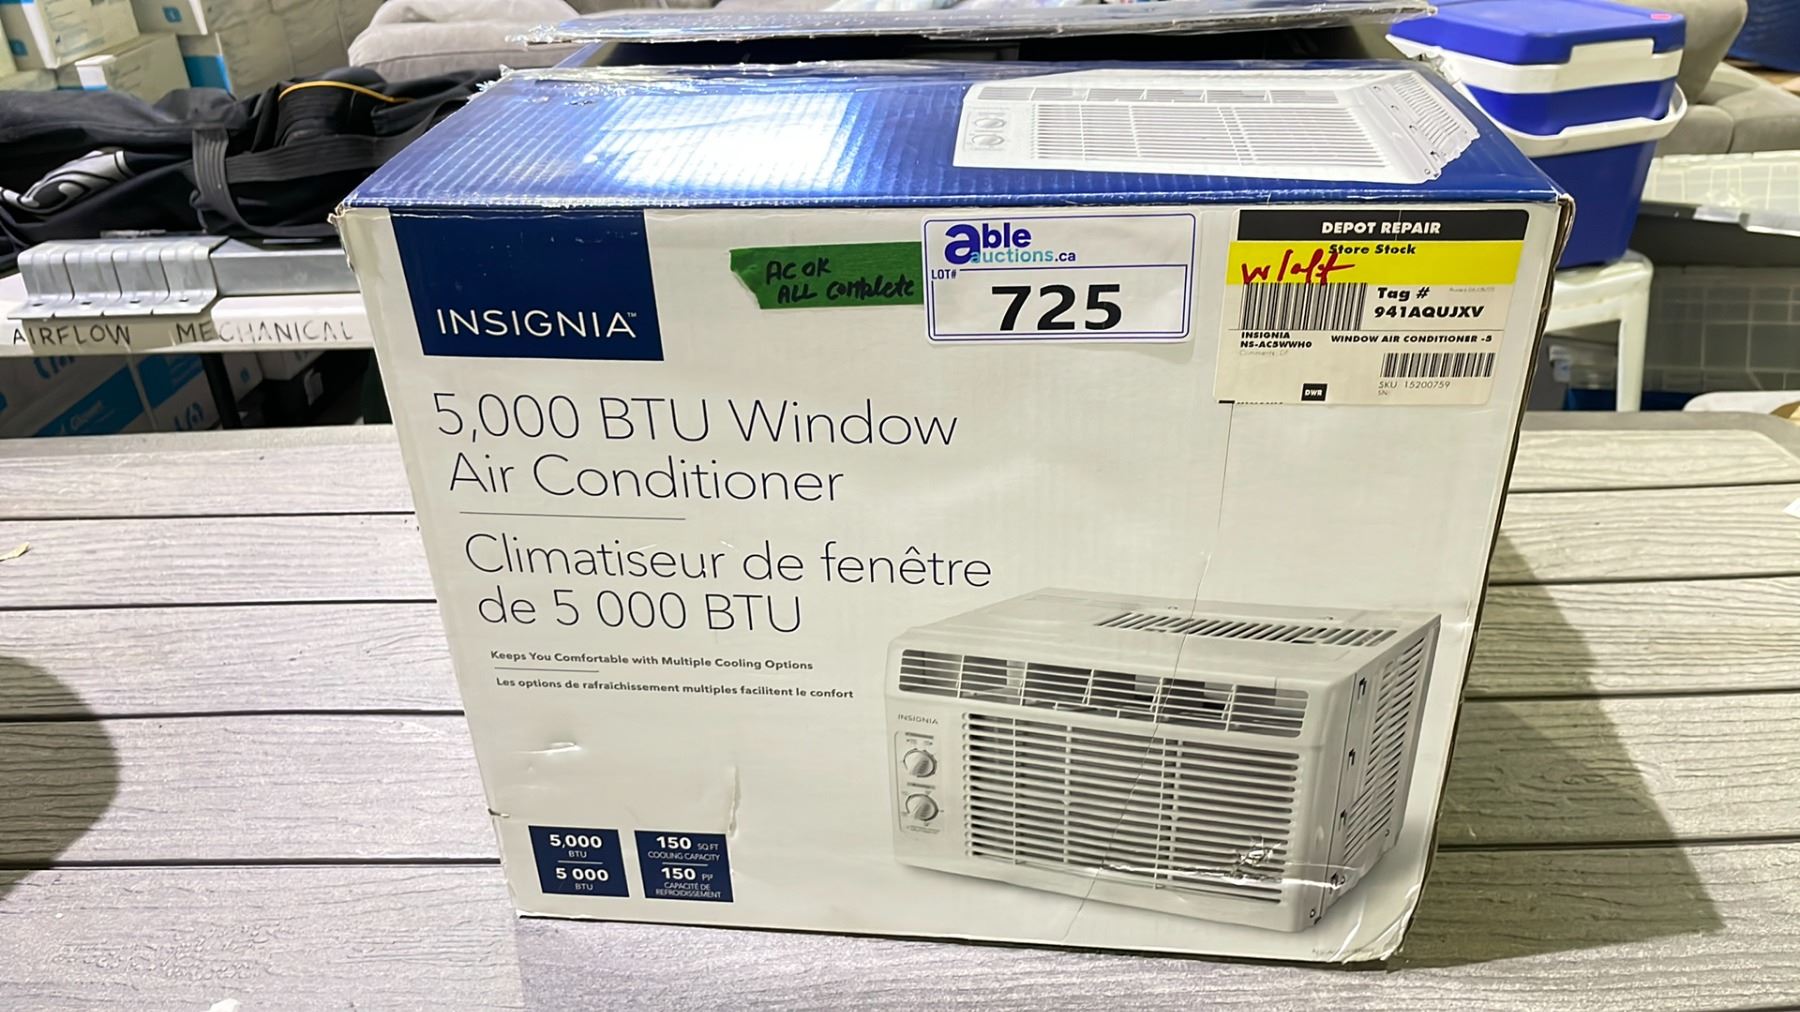 INSIGNIA™
AC OK
ALL complete
able
auctions.ca
LOT#
725
DEPOT REPAIR
Store Stock
Tag #
941AQUJXV
INSIGNIA
NS-AC5WWH0
WINDOW AIR CONDITIONER -5
SKU 15200759
SN:
DWR
AIRFLOW MECHANICAL
5,000 BTU Window
Air Conditioner
Climatiseur de fenêtre
de 5 000 BTU
Keeps You Comfortable with Multiple Cooling Options
Les options de rafraîchissement multiples facilitent le confort
INSIGNIA
5,000
BTU
5 000
BTU
150 SQ FT
COOLING CAPACITY
150 PI²
CAPACITÉ DE
REFROIDISSEMENT